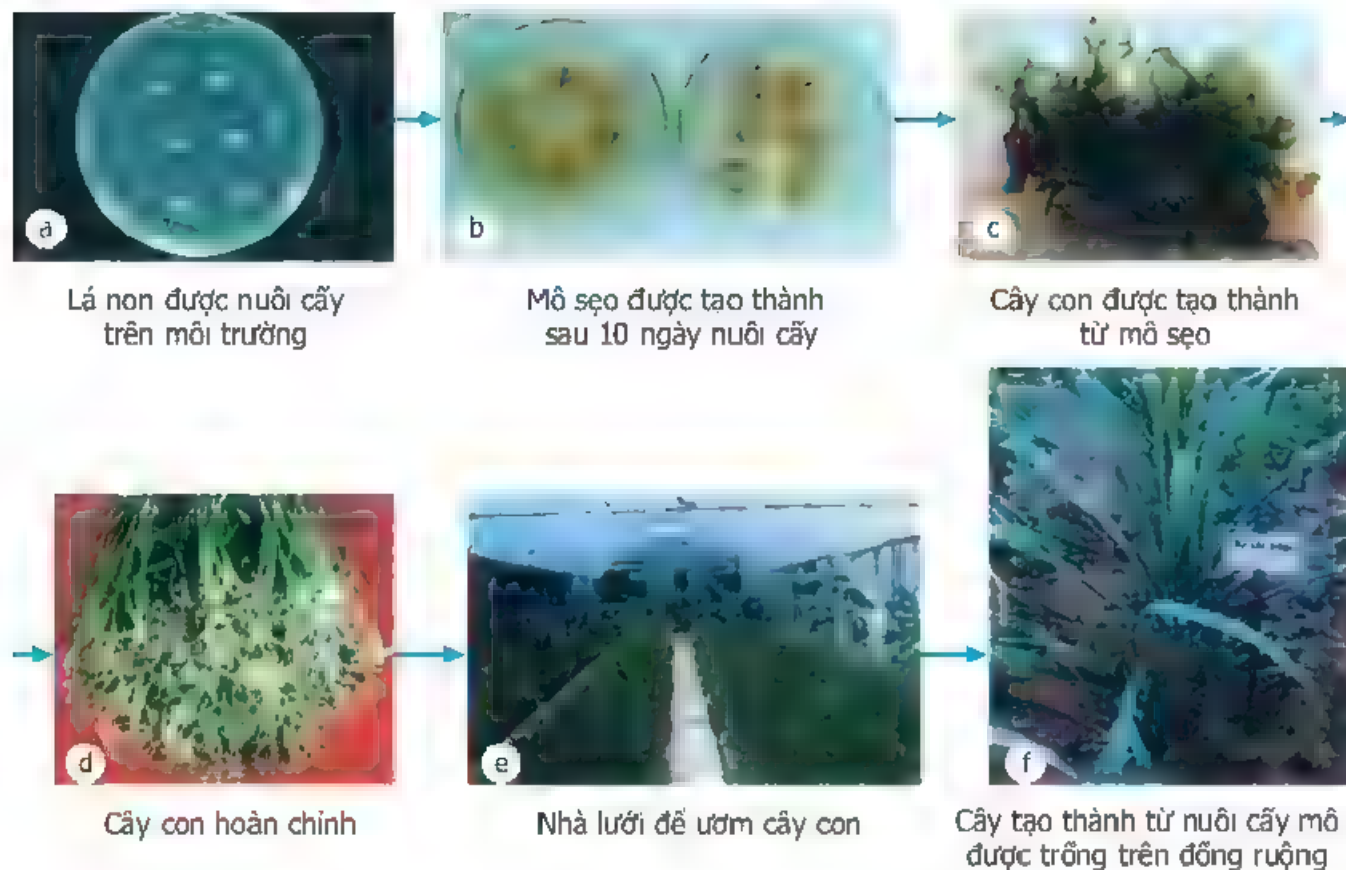 a
Lá non được nuôi cấy
trên môi trường
b
Mô sẹo được tạo thành
sau 10 ngày nuôi cấy
c
Cây con được tạo thành
từ mô sẹo
d
Cây con hoàn chỉnh
e
Nhà lưới để ươm cây con
f
Cây tạo thành từ nuôi cấy mô
được trồng trên đồng ruộng